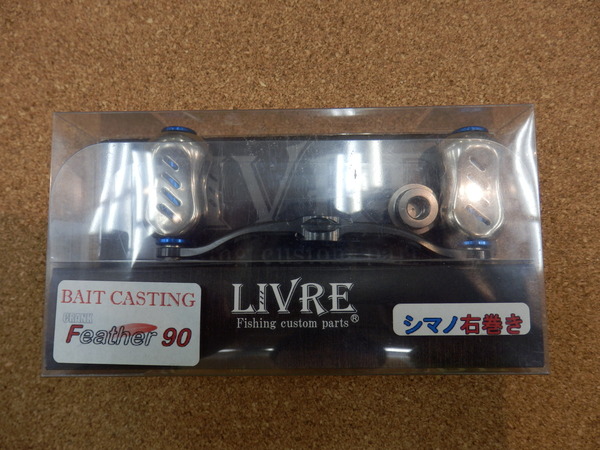 BAIT CASTING
CRANK
Feather 90
LIVRE
Fishing custom parts®
シマノ右巻き